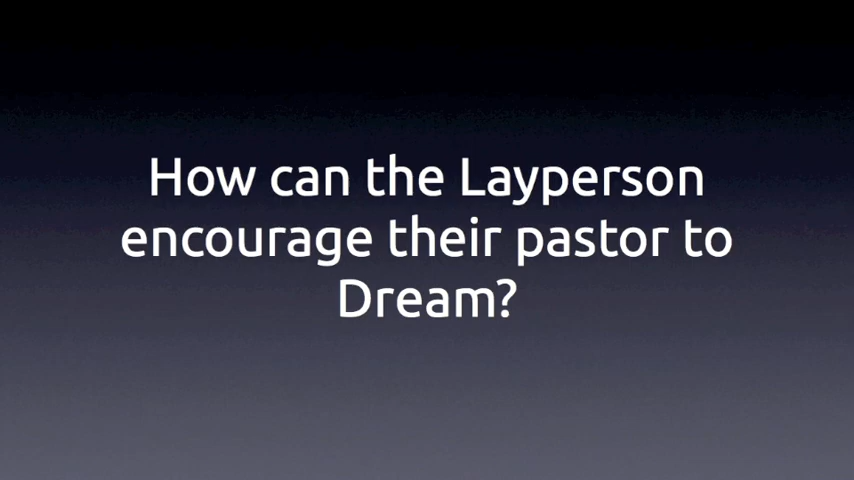 How can the Layperson
encourage their pastor to
Dream?